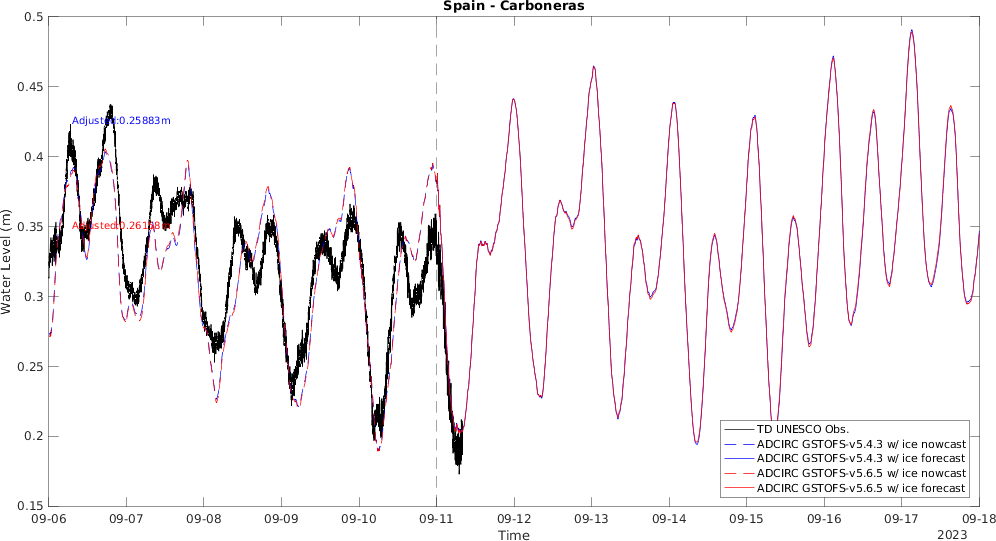 Spain - Carboneras
Water Level (m)
0.5
0.45
0.4
0.35
0.3
0.25
0.2
0.15
Adjusted:0.25883m
TD UNESCO Obs.
ADCIRC GSTOFS-v5.4.3 w/ ice nowcast
ADCIRC GSTOFS-v5.4.3 w/ ice forecast
ADCIRC GSTOFS-v5.6.5 w/ ice nowcast
ADCIRC GSTOFS-v5.6.5 w/ ice forecast
09-06 09-07 09-08 09-09 09-10 09-11 09-12 09-13 09-14 09-15 09-16 09-17 09-18
Time
2023